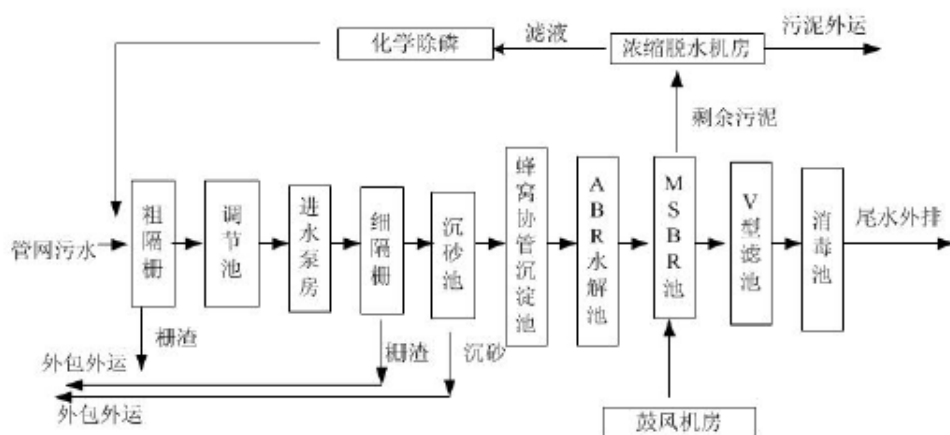 化学除磷
滤液
浓缩脱水机房
污泥外运
剩余污泥
管网污水
粗隔栅
调节池
进水泵房
细隔栅
沉砂池
蜂窝协管沉淀池
ABR水解池
MSBR池
V型滤池
消毒池
尾水外排
栅渣
栅渣
沉砂
外包外运
外包外运
鼓风机房